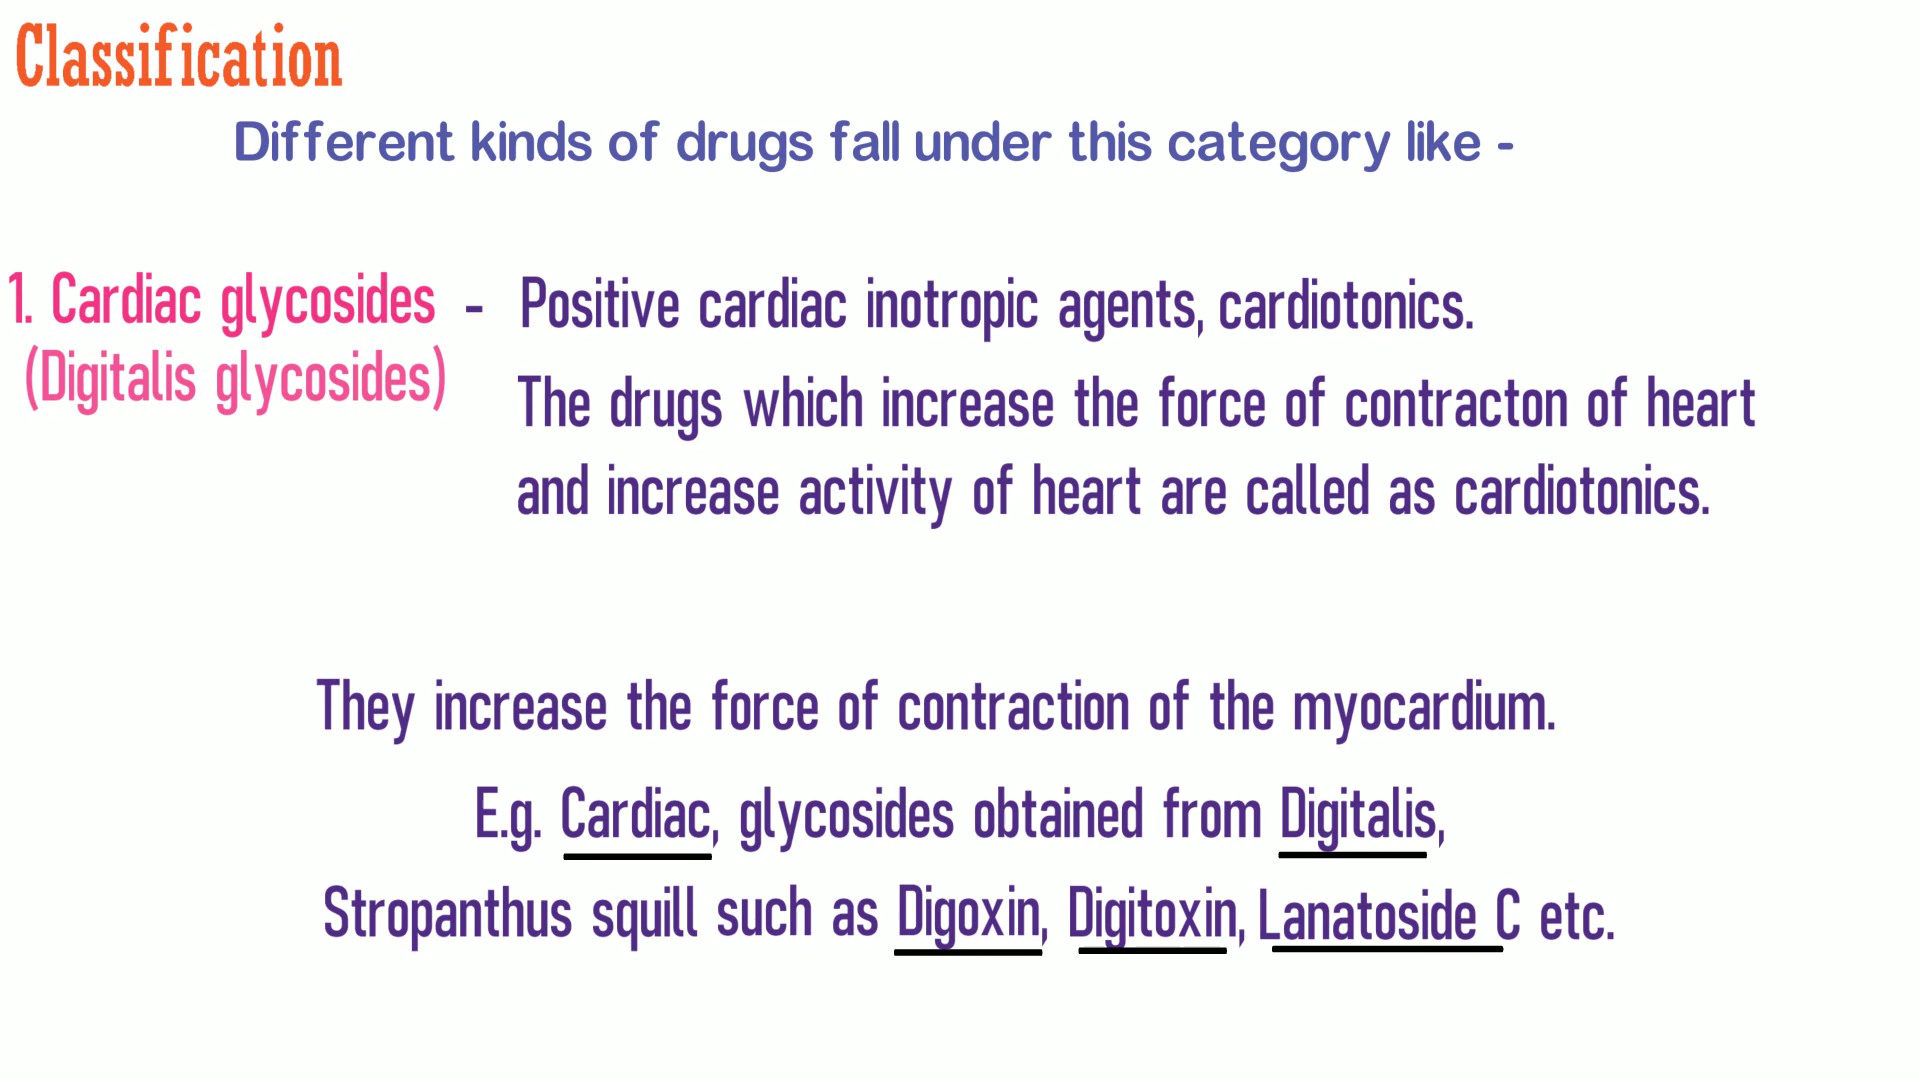 Classification
Different kinds of drugs fall under this category like -
1. Cardiac glycosides - Positive cardiac inotropic agents, cardiotonics.
(Digitalis glycosides)
The drugs which increase the force of contracton of heart
and increase activity of heart are called as cardiotonics.
They increase the force of contraction of the myocardium.
E.g. Cardiac, glycosides obtained from Digitalis,
Stropanthus squill such as Digoxin, Digitoxin, Lanatoside C etc.